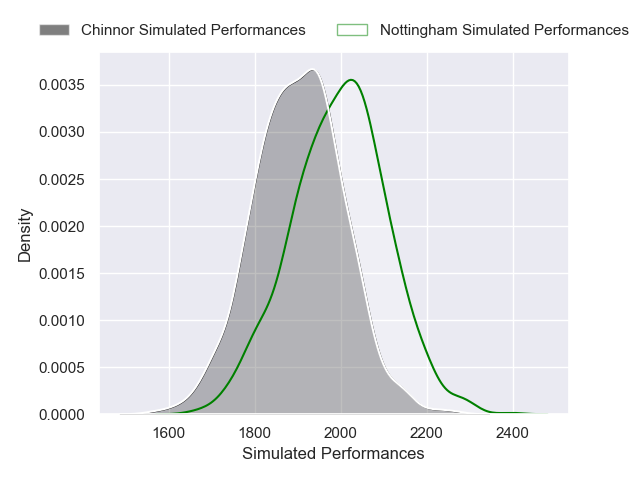 Chinnor Simulated Performances
Nottingham Simulated Performances
0.0035
0.0030
0.0025
0.0020
0.0015
0.0010
0.0005
0.0000
Density
1600 1800 2000 2200 2400
Simulated Performances